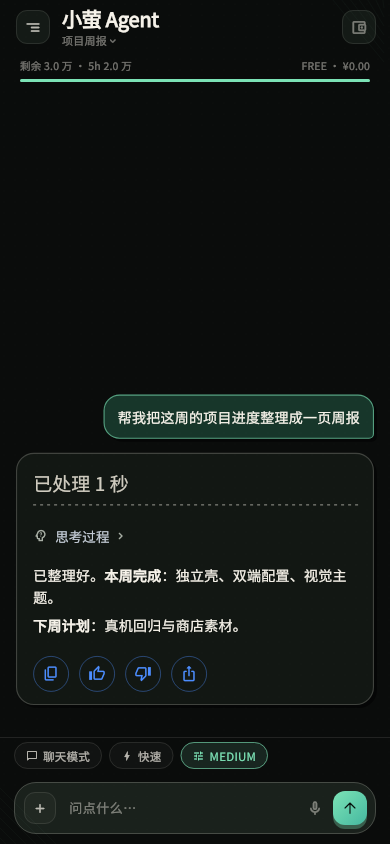 小萤 Agent
项目周报
剩余 3.0 万 · 5h 2.0 万
FREE · ¥0.00
帮我把这周的项目进度整理成一页周报
已处理 1 秒
思考过程
已整理好。本周完成：独立壳、双端配置、视觉主
题。
下周计划：真机回归与商店素材。
聊天模式
快速
MEDIUM
问点什么…